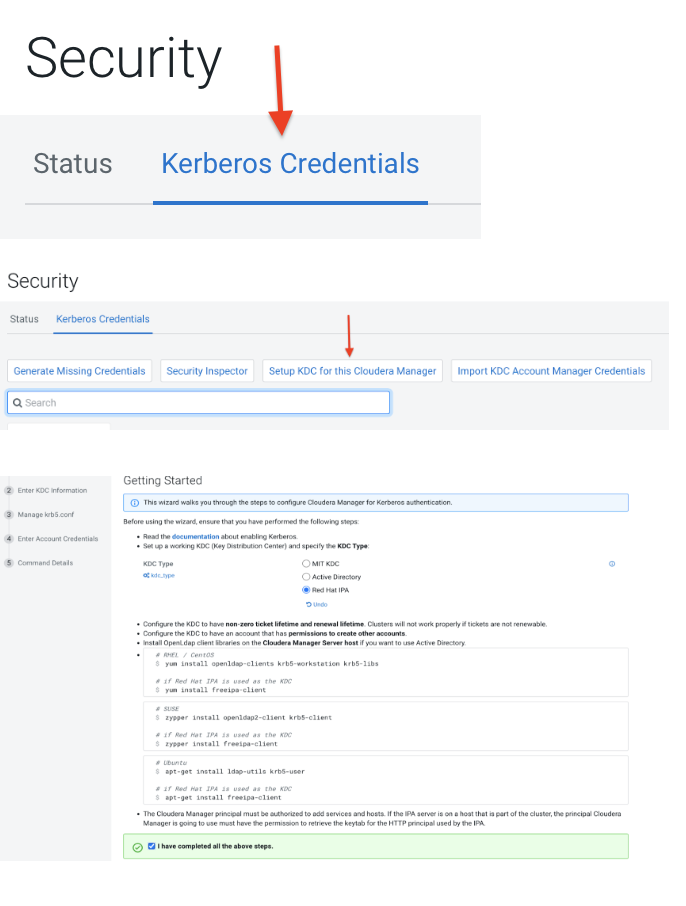 Security
Status Kerberos Credentials
Security
Status Kerberos Credentials
Generate Missing Credentials Security Inspector Setup KDC for this Cloudera Manager Import KDC Account Manager Credentials
Search
Getting Started
2 Enter KDC Information
3 Manage krb5.conf
4 Enter Account Credentials
5 Command Details
This wizard walks you through the steps to configure Cloudera Manager for Kerberos authentication.
Before using the wizard, ensure that you have performed the following steps:
• Read the documentation about enabling Kerberos.
• Set up a working KDC (Key Distribution Center) and specify the KDC Type:
KDC Type MIT KDC
kdc_type Active Directory
Red Hat IPA
Undo
• Configure the KDC to have non-zero ticket lifetime and renewal lifetime. Clusters will not work properly if tickets are not renewable.
• Configure the KDC to have an account that has permissions to create other accounts.
• Install OpenLdap client libraries on the Cloudera Manager Server host if you want to use Active Directory.
• # RHEL / CentOS
$ yum install openldap-clients krb5-workstation krb5-libs
# if Red Hat IPA is used as the KDC
$ yum install freeipa-client
# SUSE
$ zypper install openldap2-client krb5-client
# if Red Hat IPA is used as the KDC
$ zypper install freeipa-client
# Ubuntu
$ apt-get install ldap-utils krb5-user
# if Red Hat IPA is used as the KDC
$ apt-get install freeipa-client
• The Cloudera Manager principal must be authorized to add services and hosts. If the IPA server is on a host that is part of the cluster, the principal Cloudera
Manager is going to use must have the permission to retrieve the keytab for the HTTP principal used by the IPA.
I have completed all the above steps.